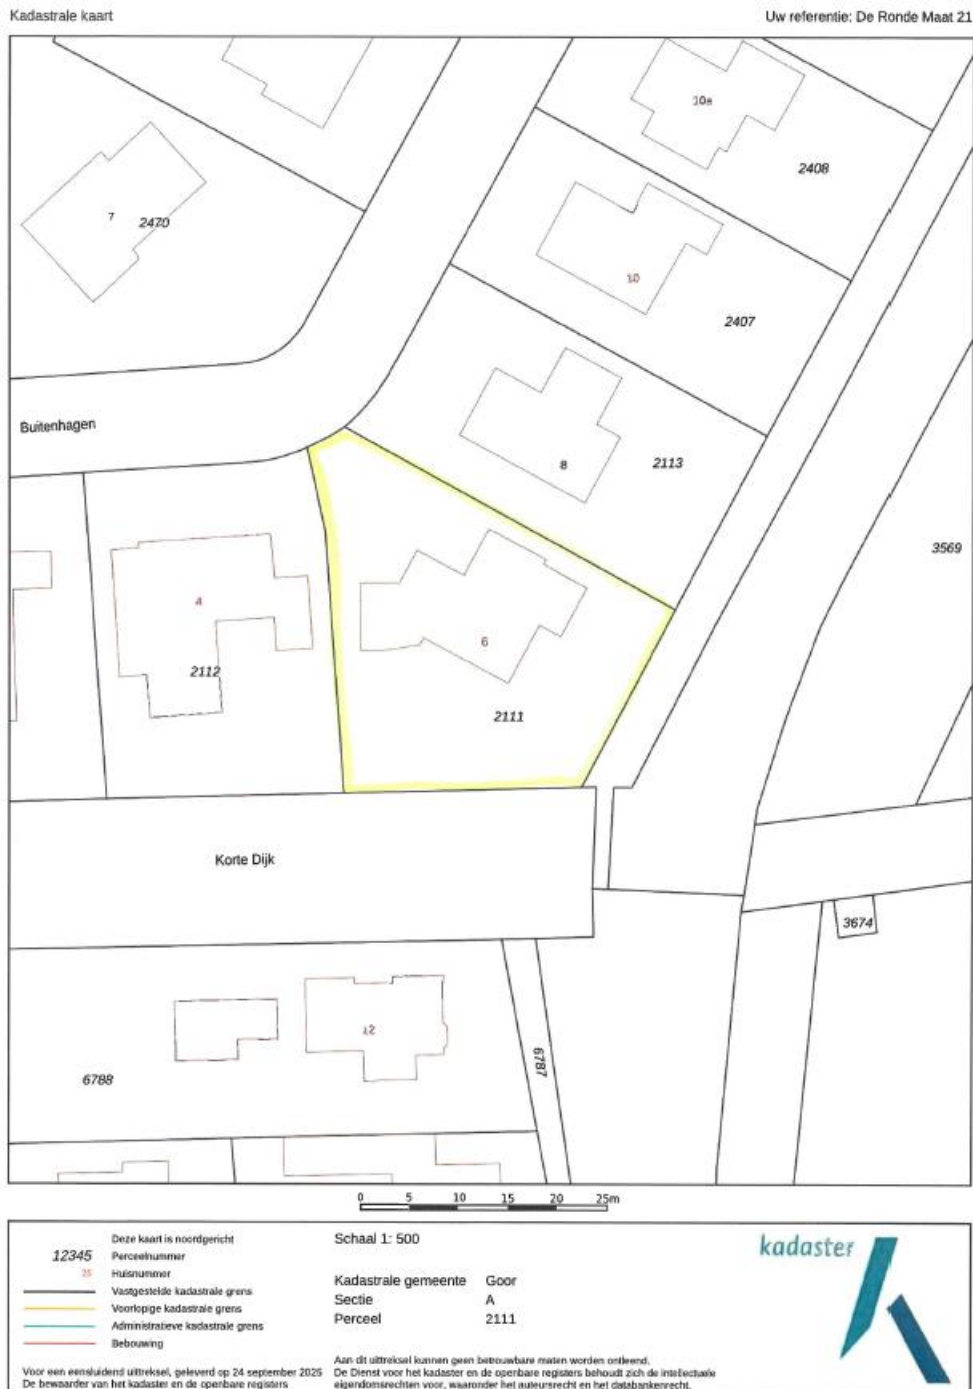 Kadastrale kaart
Uw referentie: De Ronde Maat 21
10a
2408
7
2470
10
2407
Buitenhagen
8
2113
3569
4
2112
6
2111
Korte Dijk
3674
12
6787
6788
0 5 10 15 20 25m
Deze kaart is noordgericht
12345 Perceelnummer
25 Huisnummer
Vastgestelde kadastrale grens
Voorlopige kadastrale grens
Administratieve kadastrale grens
Bebouwing
Voor een eensluidend uittreksel, geleverd op 24 september 2025
De bewaarder van het kadaster en de openbare registers
Schaal 1: 500
Kadastrale gemeente Goor
Sectie A
Perceel 2111
Aan dit uittreksel kunnen geen betrouwbare maten worden ontleend.
De Dienst voor het kadaster en de openbare registers behoudt zich de intellectuele
eigendomsrechten voor, waaronder het auteursrecht en het databankenrecht.
kadaster